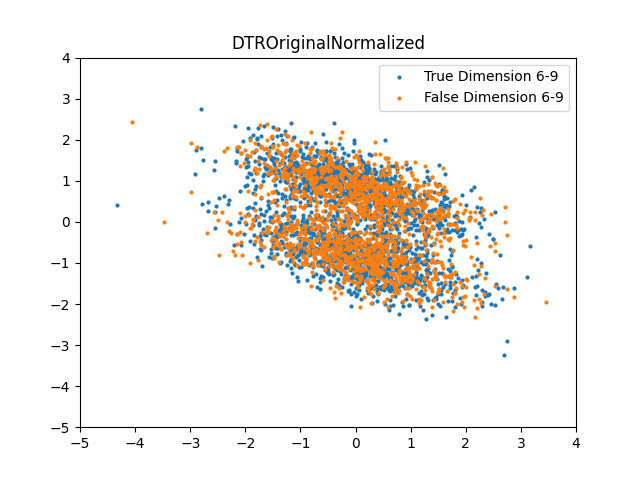 DTROriginalNormalized
True Dimension 6-9
False Dimension 6-9
4
3
2
1
0
−1
−2
−3
−4
−5
−5 −4 −3 −2 −1 0 1 2 3 4